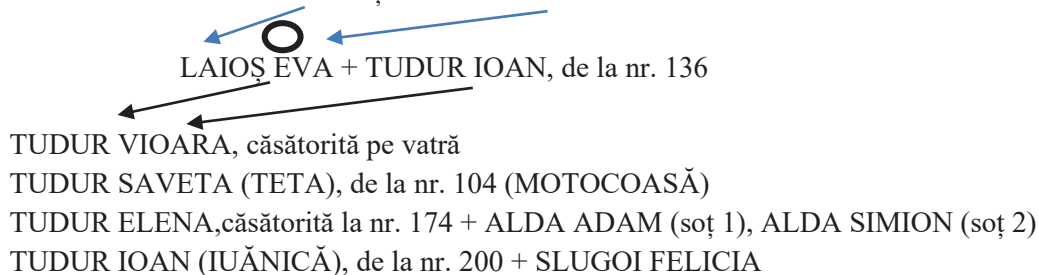 LAIOȘ EVA + TUDUR IOAN, de la nr. 136
TUDUR VIOARA, căsătorită pe vatră
TUDUR SAVETA (TETA), de la nr. 104 (MOTOCOASĂ)
TUDUR ELENA,căsătorită la nr. 174 + ALDA ADAM (soț 1), ALDA SIMION (soț 2)
TUDUR IOAN (IUĂNICĂ), de la nr. 200 + SLUGOI FELICIA